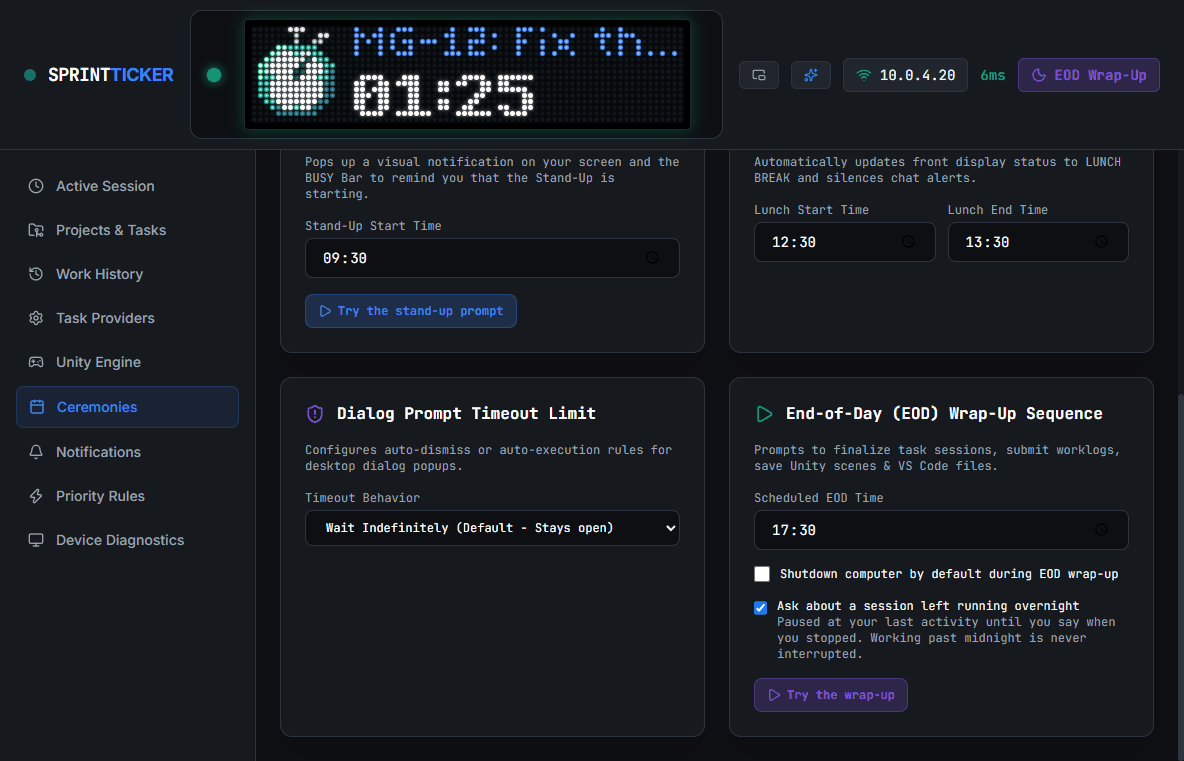 SPRINTTICKER
MG-12: Fix th...
01:25
10.0.4.20
6ms
EOD Wrap-Up
Active Session
Projects & Tasks
Work History
Task Providers
Unity Engine
Ceremonies
Notifications
Priority Rules
Device Diagnostics
Pops up a visual notification on your screen and the
BUSY Bar to remind you that the Stand-Up is
starting.
Stand-Up Start Time
09:30
Try the stand-up prompt
Automatically updates front display status to LUNCH
BREAK and silences chat alerts.
Lunch Start Time
Lunch End Time
12:30
13:30
Dialog Prompt Timeout Limit
Configures auto-dismiss or auto-execution rules for
desktop dialog popups.
Timeout Behavior
Wait Indefinitely (Default - Stays open)
End-of-Day (EOD) Wrap-Up Sequence
Prompts to finalize task sessions, submit worklogs,
save Unity scenes & VS Code files.
Scheduled EOD Time
17:30
Shutdown computer by default during EOD wrap-up
Ask about a session left running overnight
Paused at your last activity until you say when
you stopped. Working past midnight is never
interrupted.
Try the wrap-up